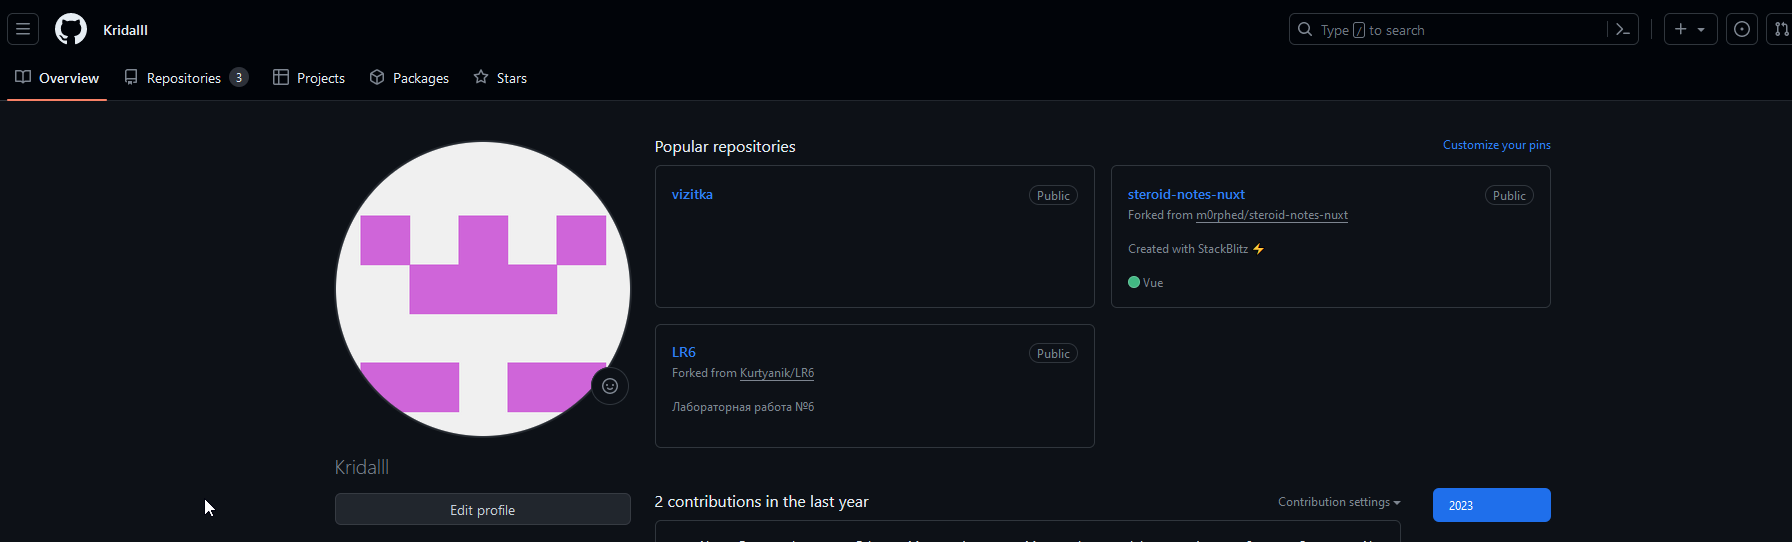 Kridalll
Type / to search
Overview
Repositories 3
Projects
Packages
Stars
Popular repositories
Customize your pins
vizitka
Public
steroid-notes-nuxt
Public
Forked from m0rphed/steroid-notes-nuxt
Created with StackBlitz ⚡
Vue
LR6
Public
Forked from Kurtyanik/LR6
Лабораторная работа №6
Kridalll
Edit profile
2 contributions in the last year
Contribution settings
2023